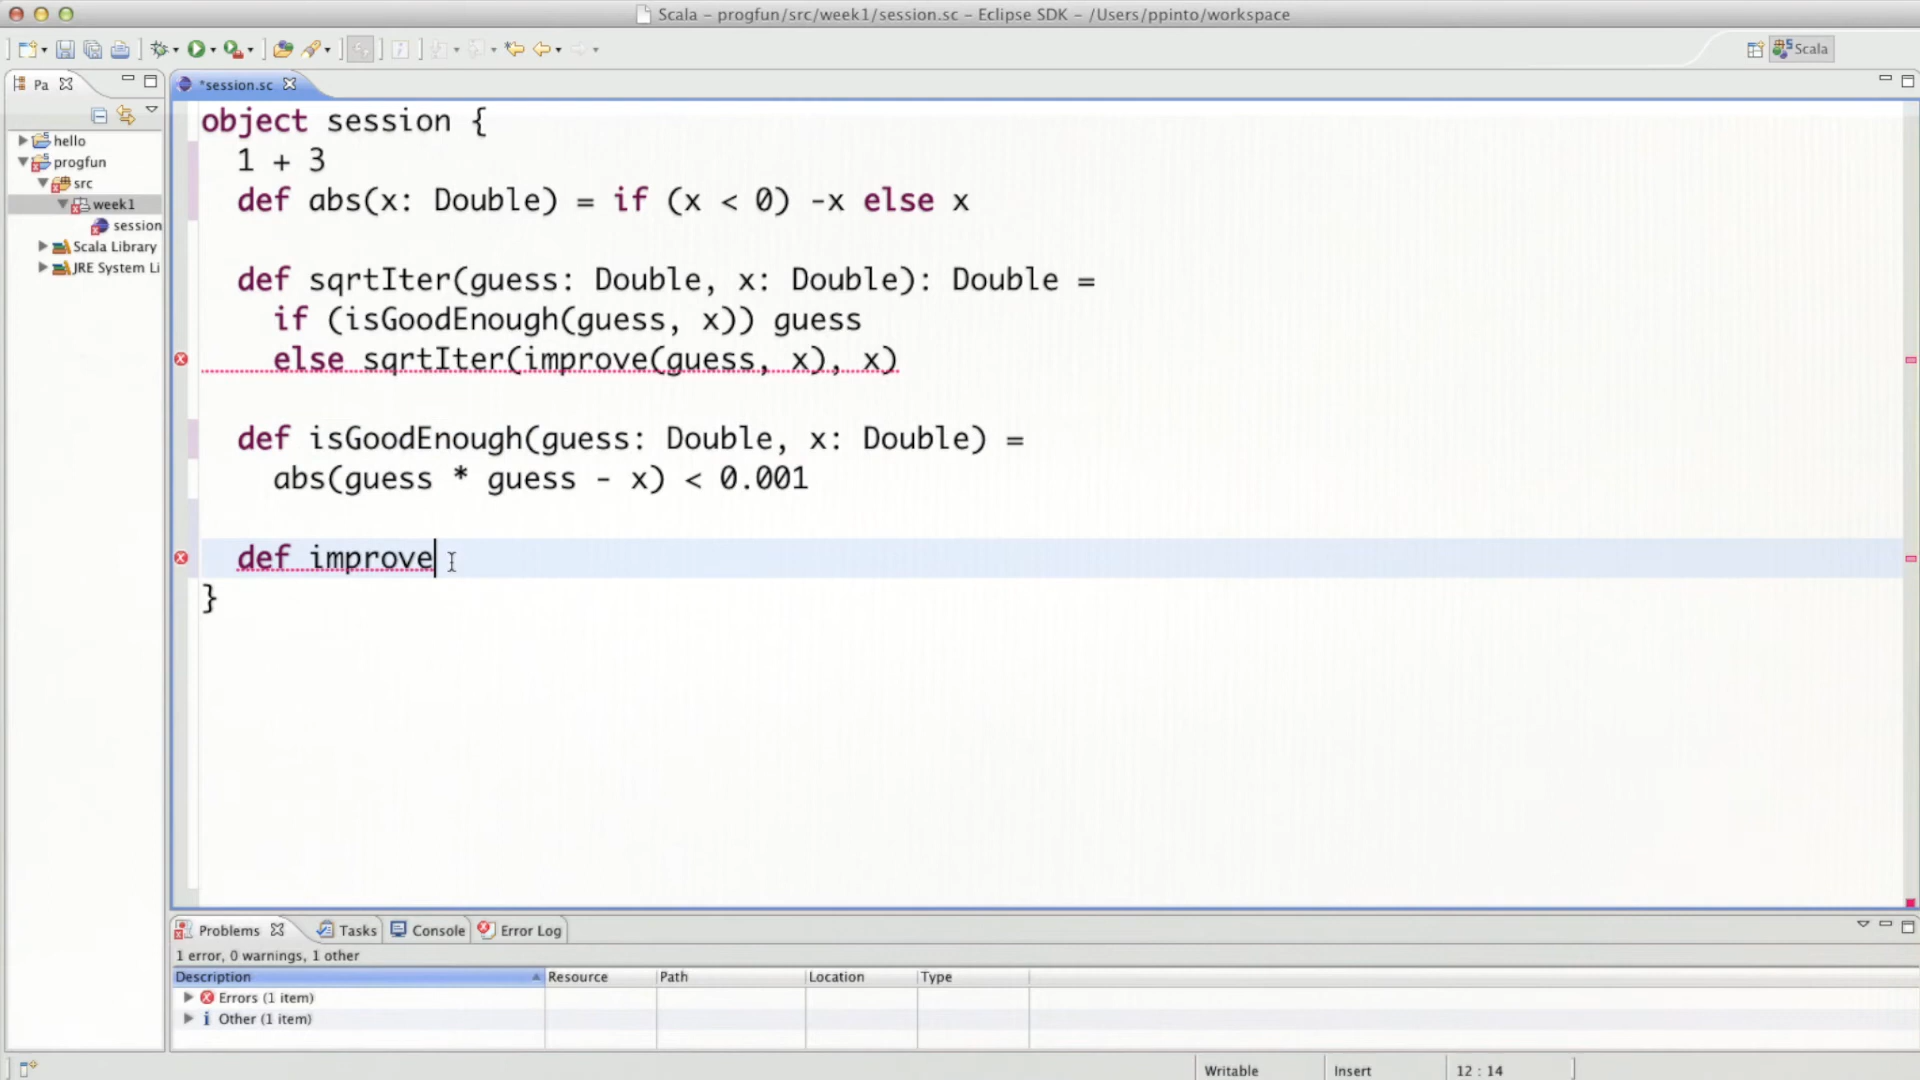 Scala – progfun/src/week1/session.sc – Eclipse SDK – /Users/ppinto/workspace
Scala
Pa
*session.sc
hello
progfun
src
week1
session
Scala Library
JRE System Li
object session {
1 + 3
def abs(x: Double) = if (x < 0) -x else x
def sqrtIter(guess: Double, x: Double): Double =
if (isGoodEnough(guess, x)) guess
else sqrtIter(improve(guess, x), x)
def isGoodEnough(guess: Double, x: Double) =
abs(guess * guess - x) < 0.001
def improve
}
Problems Tasks Console Error Log
1 error, 0 warnings, 1 other
Description Resource Path Location Type
Errors (1 item)
Other (1 item)
Writable Insert 12 : 14